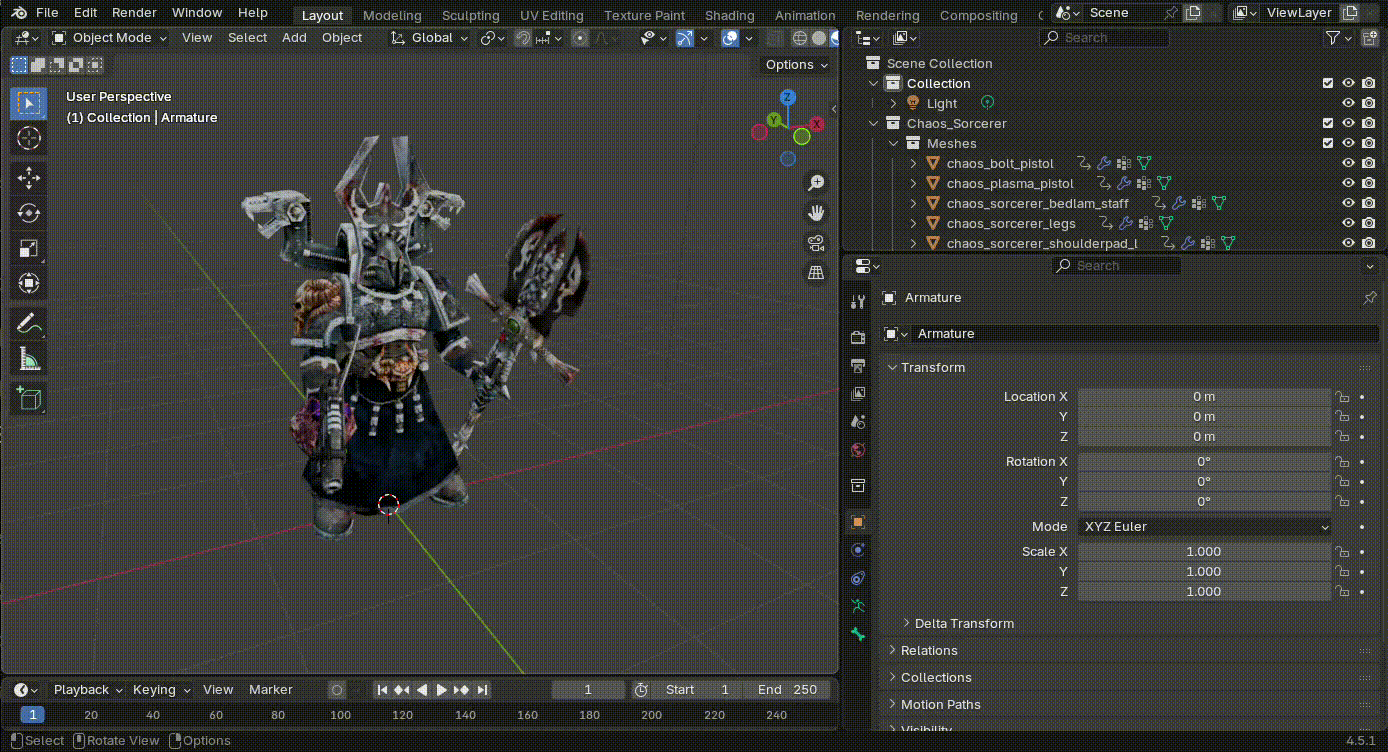 File Edit Render Window Help Layout Modeling Sculpting UV Editing Texture Paint Shading Animation Rendering Compositing Scene ViewLayer
Object Mode View Select Add Object Global Search
Options
User Perspective
(1) Collection | Armature
Z
Y
X
Scene Collection
Collection
Light
Chaos_Sorcerer
Meshes
chaos_bolt_pistol
chaos_plasma_pistol
chaos_sorcerer_bedlam_staff
chaos_sorcerer_legs
chaos_sorcerer_shoulderpad_l
Search
Armature
Armature
Transform
Location X 0 m
Y 0 m
Z 0 m
Rotation X 0°
Y 0°
Z 0°
Mode XYZ Euler
Scale X 1.000
Y 1.000
Z 1.000
Delta Transform
Relations
Collections
Motion Paths
Visibility
Playback Keying View Marker 1 Start 1 End 250
1 20 40 60 80 100 120 140 160 180 200 220 240
Select Rotate View Options 4.5.1